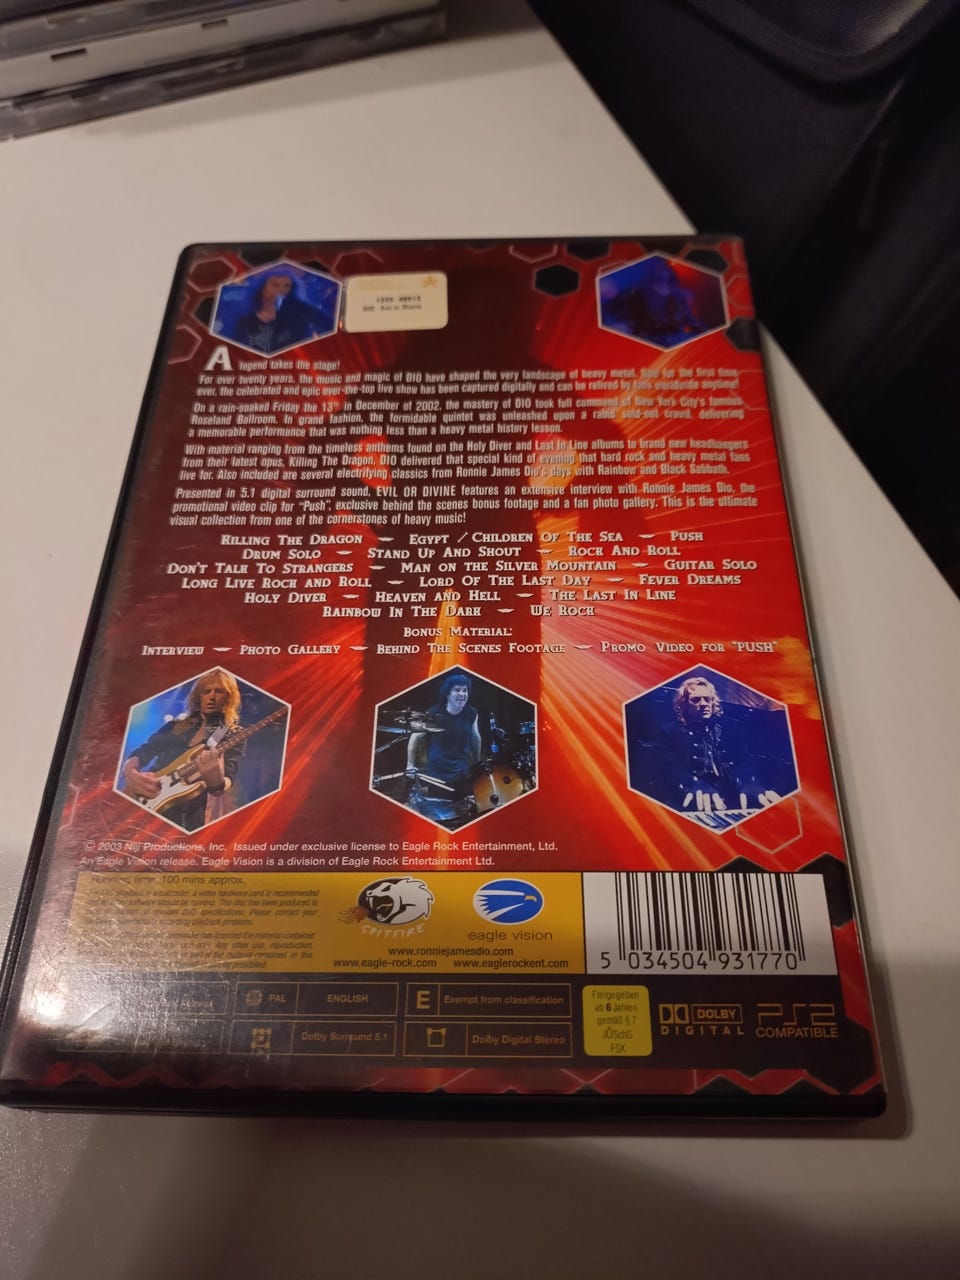 DIO - Evil or Divine
A legend takes the stage!
For over twenty years, the music and magic of DIO have shaped the very landscape of heavy metal. Now for the first time
ever, the celebrated and epic over-the-top live show has been captured digitally and can be relived by fans worldwide anytime!
On a rain-soaked Friday the 13th in December of 2002, the mastery of DIO took full command of New York City's famous
Roseland Ballroom. In grand fashion, the formidable quintet was unleashed upon a rabid sold-out crowd, delivering
a memorable performance that was nothing less than a heavy metal history lesson.
With material ranging from the timeless anthems found on the Holy Diver and Last In Line albums to brand new headbangers
from their latest opus, Killing The Dragon, DIO delivered that special kind of evening that hard rock and heavy metal fans
live for. Also included are several electrifying classics from Ronnie James Dio's days with Rainbow and Black Sabbath.
Presented in 5.1 digital surround sound, EVIL OR DIVINE features an extensive interview with Ronnie James Dio, the
promotional video clip for "Push", exclusive behind the scenes bonus footage and a fan photo gallery. This is the ultimate
visual collection from one of the cornerstones of heavy music!
Killing The Dragon – Egypt / Children Of The Sea – Push
Drum Solo – Stand Up And Shout – Rock And Roll
Don't Talk To Strangers – Man on the Silver Mountain – Guitar Solo
Long Live Rock and Roll – Lord Of The Last Day – Fever Dreams
Holy Diver – Heaven and Hell – The Last In Line
Rainbow In The Dark – We Rock
Bonus Material:
Interview – Photo Gallery – Behind The Scenes Footage – Promo Video for "Push"
© 2003 Niji Productions, Inc. Issued under exclusive license to Eagle Rock Entertainment, Ltd.
An Eagle Vision release. Eagle Vision is a division of Eagle Rock Entertainment Ltd.
Running time: 100 mins approx.
SPITFIRE
eagle vision
www.ronniejamesdio.com
www.eagle-rock.com www.eaglerockent.com
5 034504 931770
PAL ENGLISH
E Exempt from classification
Dolby Surround 5.1
Dolby Digital Stereo
Freigegeben
ab 6 Jahren
gemäß § 7
JÖSchG
FSK
DOLBY
DIGITAL
PS2
COMPATIBLE